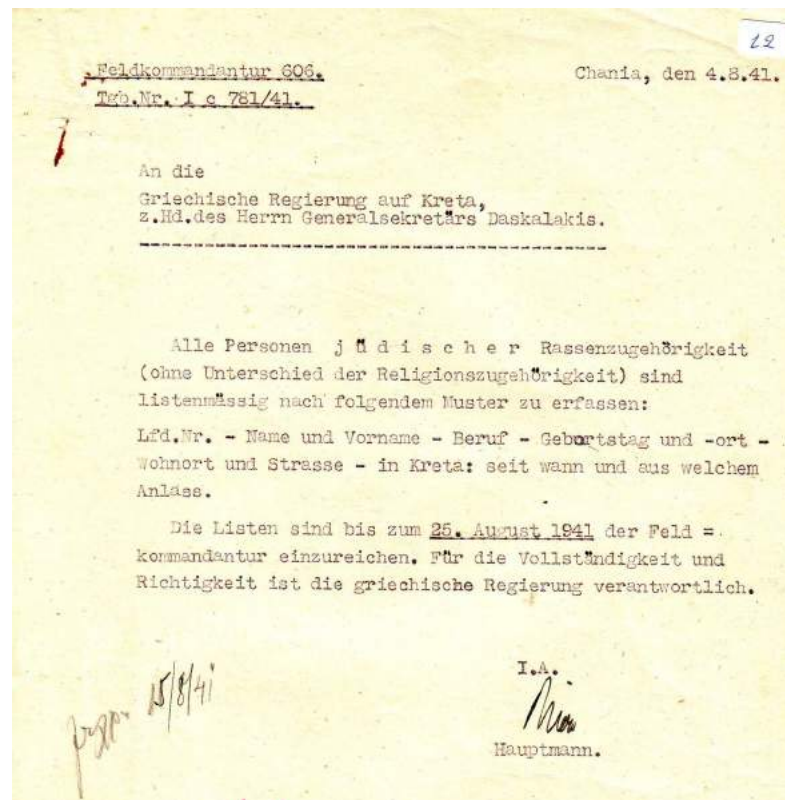 12
Feldkommandantur 606.
Chania, den 4.8.41.
Tgb.Nr. I c 781/41.
An die
Griechische Regierung auf Kreta,
z.Hd.des Herrn Generalsekretärs Daskalakis.
Alle Personen j ü d i s c h e r Rassenzugehörigkeit
(ohne Unterschied der Religionszugehörigkeit) sind
listenmässig nach folgendem Muster zu erfassen:
Lfd.Nr. - Name und Vorname - Beruf - Geburtstag und -ort -
Wohnort und Strasse - in Kreta: seit wann und aus welchem
Anlass.
Die Listen sind bis zum 25. August 1941 der Feld =
kommandantur einzureichen. Für die Vollständigkeit und
Richtigkeit ist die griechische Regierung verantwortlich.
15/8/41
I.A.
Hauptmann.